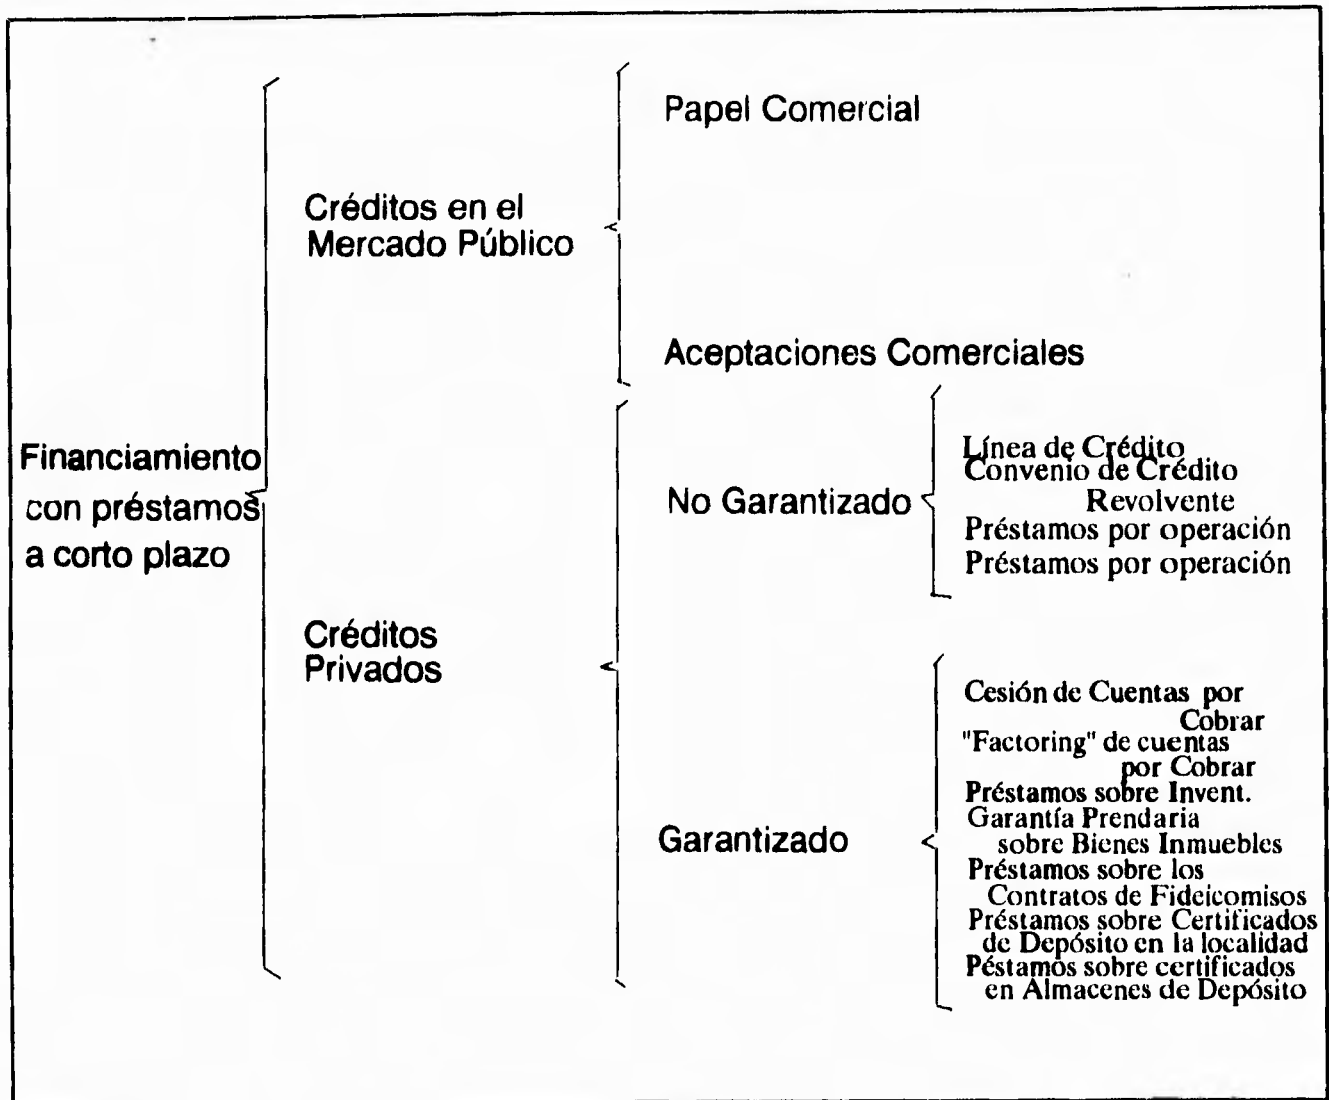 Financiamiento
con préstamos
a corto plazo
Créditos en el
Mercado Público
Papel Comercial
Aceptaciones Comerciales
Créditos
Privados
No Garantizado
Línea de Crédito
Convenio de Crédito
Revolvente
Préstamos por operación
Préstamos por operación
Garantizado
Cesión de Cuentas por
Cobrar
"Factoring" de cuentas
por Cobrar
Préstamos sobre Invent.
Garantía Prendaria
sobre Bienes Inmuebles
Préstamos sobre los
Contratos de Fideicomisos
Préstamos sobre Certificados
de Depósito en la localidad
Péstamos sobre certificados
en Almacenes de Depósito